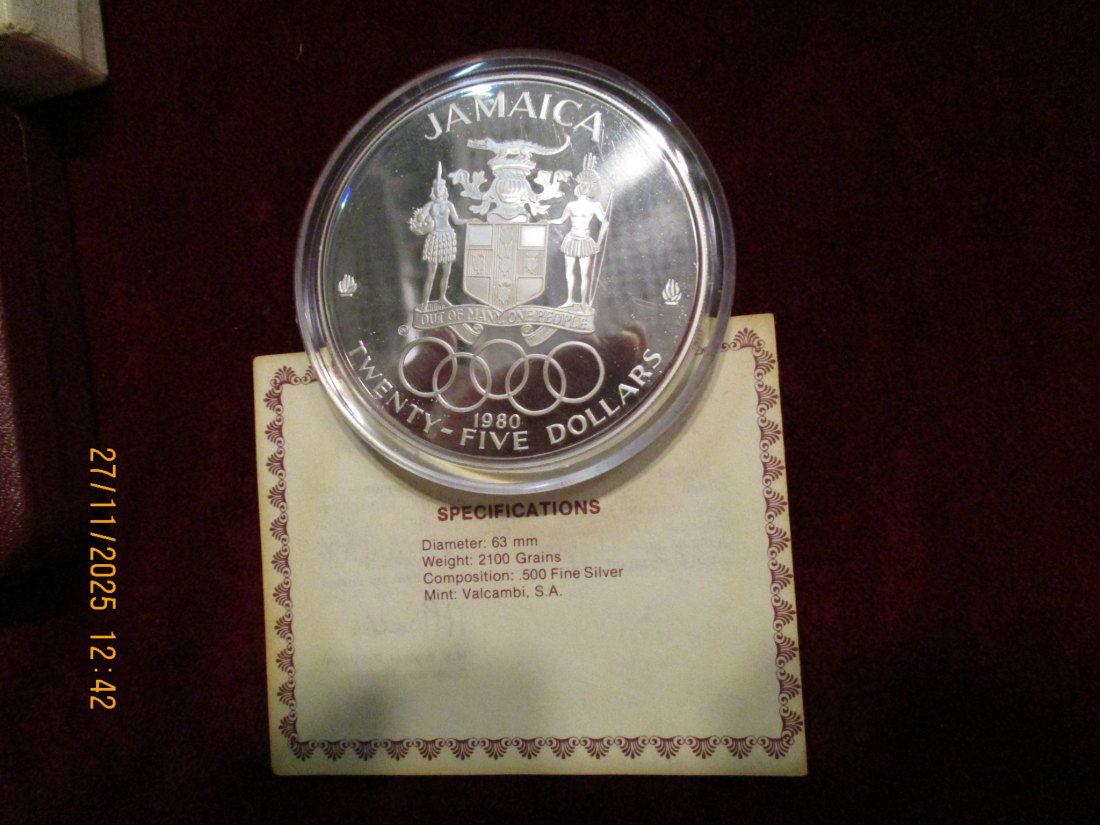 JAMAICA
OUT OF MANY, ONE PEOPLE
1980
TWENTY-FIVE DOLLARS
SPECIFICATIONS
Diameter: 63 mm
Weight: 2100 Grains
Composition: .500 Fine Silver
Mint: Valcambi, S.A.
27/11/2025 12:42